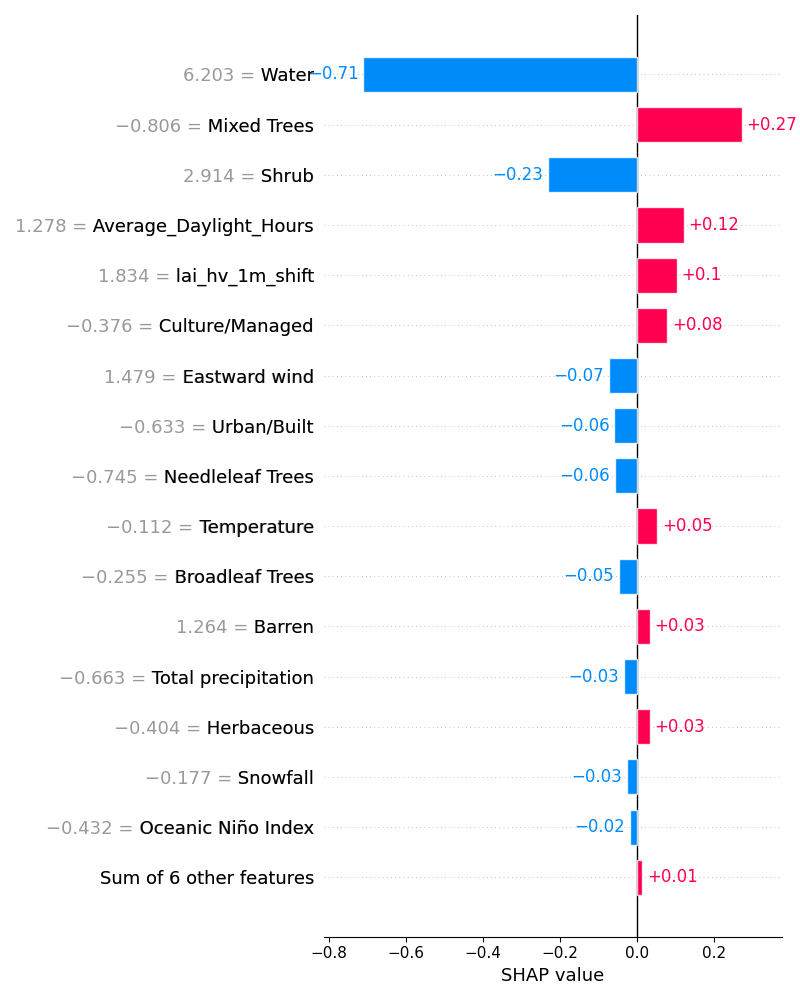 6.203 = Water −0.71
−0.806 = Mixed Trees +0.27
2.914 = Shrub −0.23
1.278 = Average_Daylight_Hours +0.12
1.834 = lai_hv_1m_shift +0.1
−0.376 = Culture/Managed +0.08
1.479 = Eastward wind −0.07
−0.633 = Urban/Built −0.06
−0.745 = Needleleaf Trees −0.06
−0.112 = Temperature +0.05
−0.255 = Broadleaf Trees −0.05
1.264 = Barren +0.03
−0.663 = Total precipitation −0.03
−0.404 = Herbaceous +0.03
−0.177 = Snowfall −0.03
−0.432 = Oceanic Niño Index −0.02
Sum of 6 other features +0.01
−0.8 −0.6 −0.4 −0.2 0.0 0.2
SHAP value